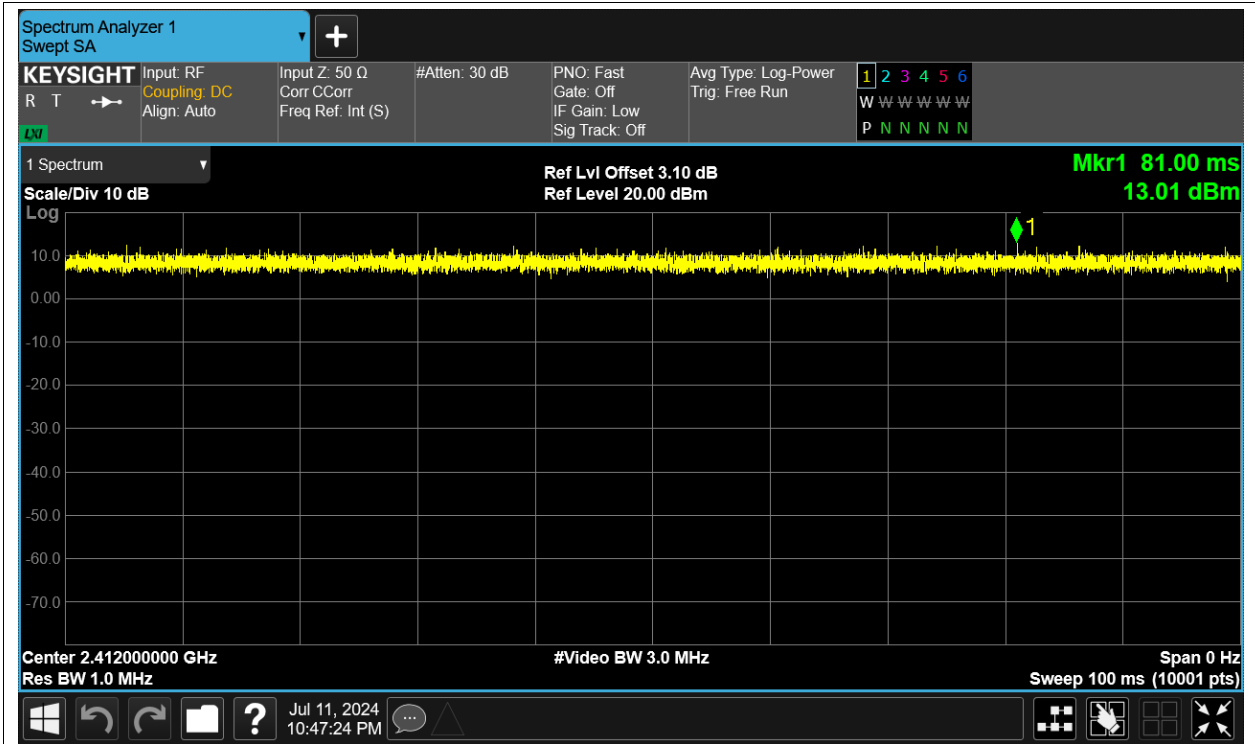 Spectrum Analyzer 1
Swept SA
+
KEYSIGHT
R T
LXI
Input: RF
Coupling: DC
Align: Auto
Input Z: 50 Ω
Corr CCorr
Freq Ref: Int (S)
#Atten: 30 dB
PNO: Fast
Gate: Off
IF Gain: Low
Sig Track: Off
Avg Type: Log-Power
Trig: Free Run
1 2 3 4 5 6
W W W W W W
P N N N N N
1 Spectrum
Scale/Div 10 dB
Log
Ref Lvl Offset 3.10 dB
Ref Level 20.00 dBm
Mkr1 81.00 ms
13.01 dBm
1
10.0
0.00
-10.0
-20.0
-30.0
-40.0
-50.0
-60.0
-70.0
Center 2.412000000 GHz
Res BW 1.0 MHz
#Video BW 3.0 MHz
Span 0 Hz
Sweep 100 ms (10001 pts)
?
Jul 11, 2024
10:47:24 PM